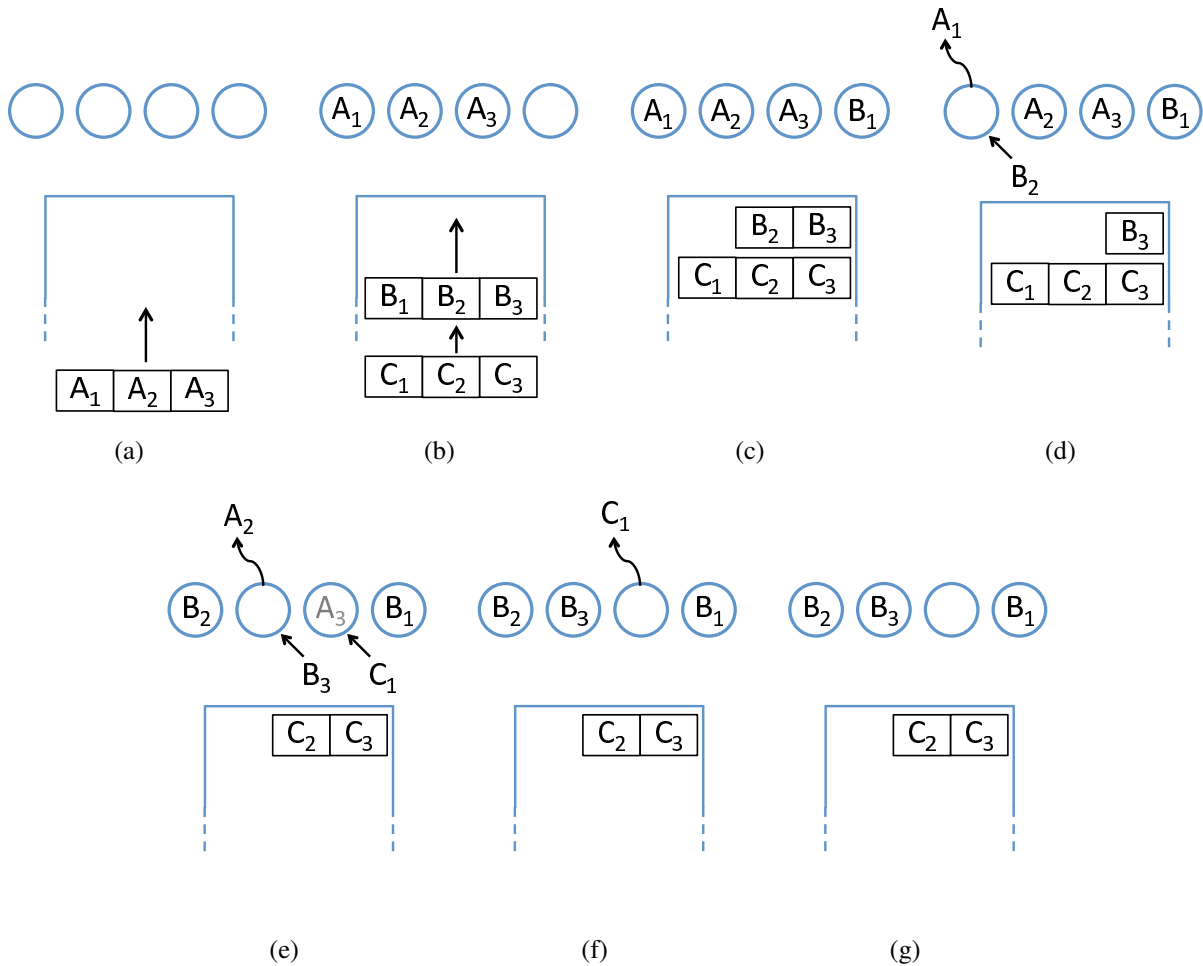 A₁
A₁ A₂ A₃
A₁ A₂ A₃ B₁
A₂ A₃ B₁
B₂
B₂ B₃
B₃
B₁ B₂ B₃
C₁ C₂ C₃
C₁ C₂ C₃
C₁ C₂ C₃
A₁ A₂ A₃
(a) (b) (c) (d)
A₂
C₁
B₂ A₃ B₁
B₂ B₃ B₁
B₂ B₃ B₁
B₃ C₁
C₂ C₃
C₂ C₃
C₂ C₃
(e) (f) (g)